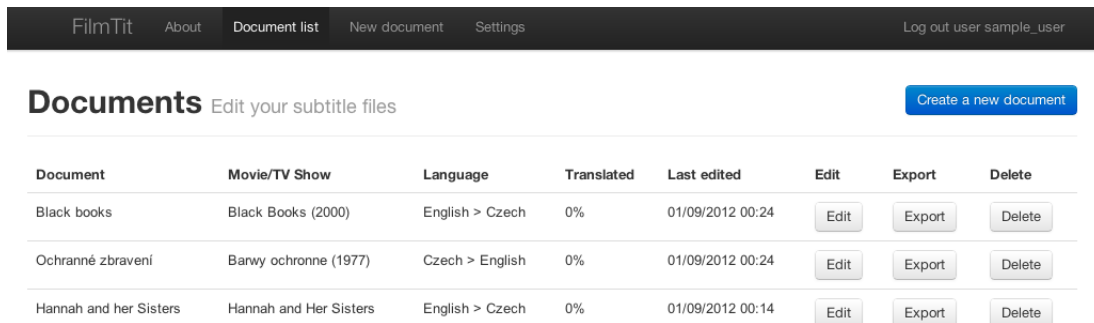 FilmTit About Document list New document Settings Log out user sample_user
Documents Edit your subtitle files Create a new document
Document Movie/TV Show Language Translated Last edited Edit Export Delete
Black books Black Books (2000) English > Czech 0% 01/09/2012 00:24 Edit Export Delete
Ochranné zbravení Barwy ochronne (1977) Czech > English 0% 01/09/2012 00:24 Edit Export Delete
Hannah and her Sisters Hannah and Her Sisters English > Czech 0% 01/09/2012 00:14 Edit Export Delete